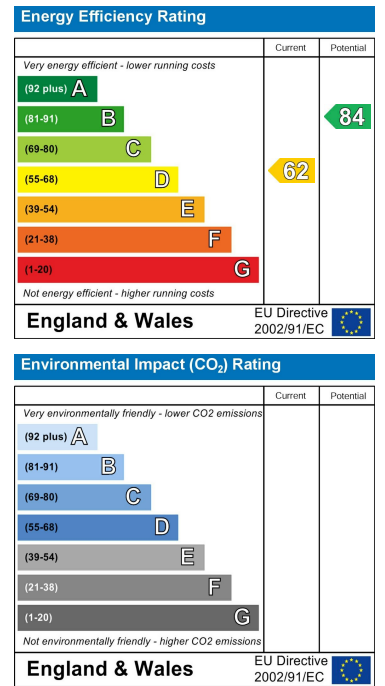 Energy Efficiency Rating
Current Potential
Very energy efficient - lower running costs
(92 plus) A
(81-91) B
84
(69-80) C
(55-68) D
62
(39-54) E
(21-38) F
(1-20) G
Not energy efficient - higher running costs
England & Wales
EU Directive
2002/91/EC
Environmental Impact (CO₂) Rating
Current Potential
Very environmentally friendly - lower CO2 emissions
(92 plus) A
(81-91) B
(69-80) C
(55-68) D
(39-54) E
(21-38) F
(1-20) G
Not environmentally friendly - higher CO2 emissions
England & Wales
EU Directive
2002/91/EC